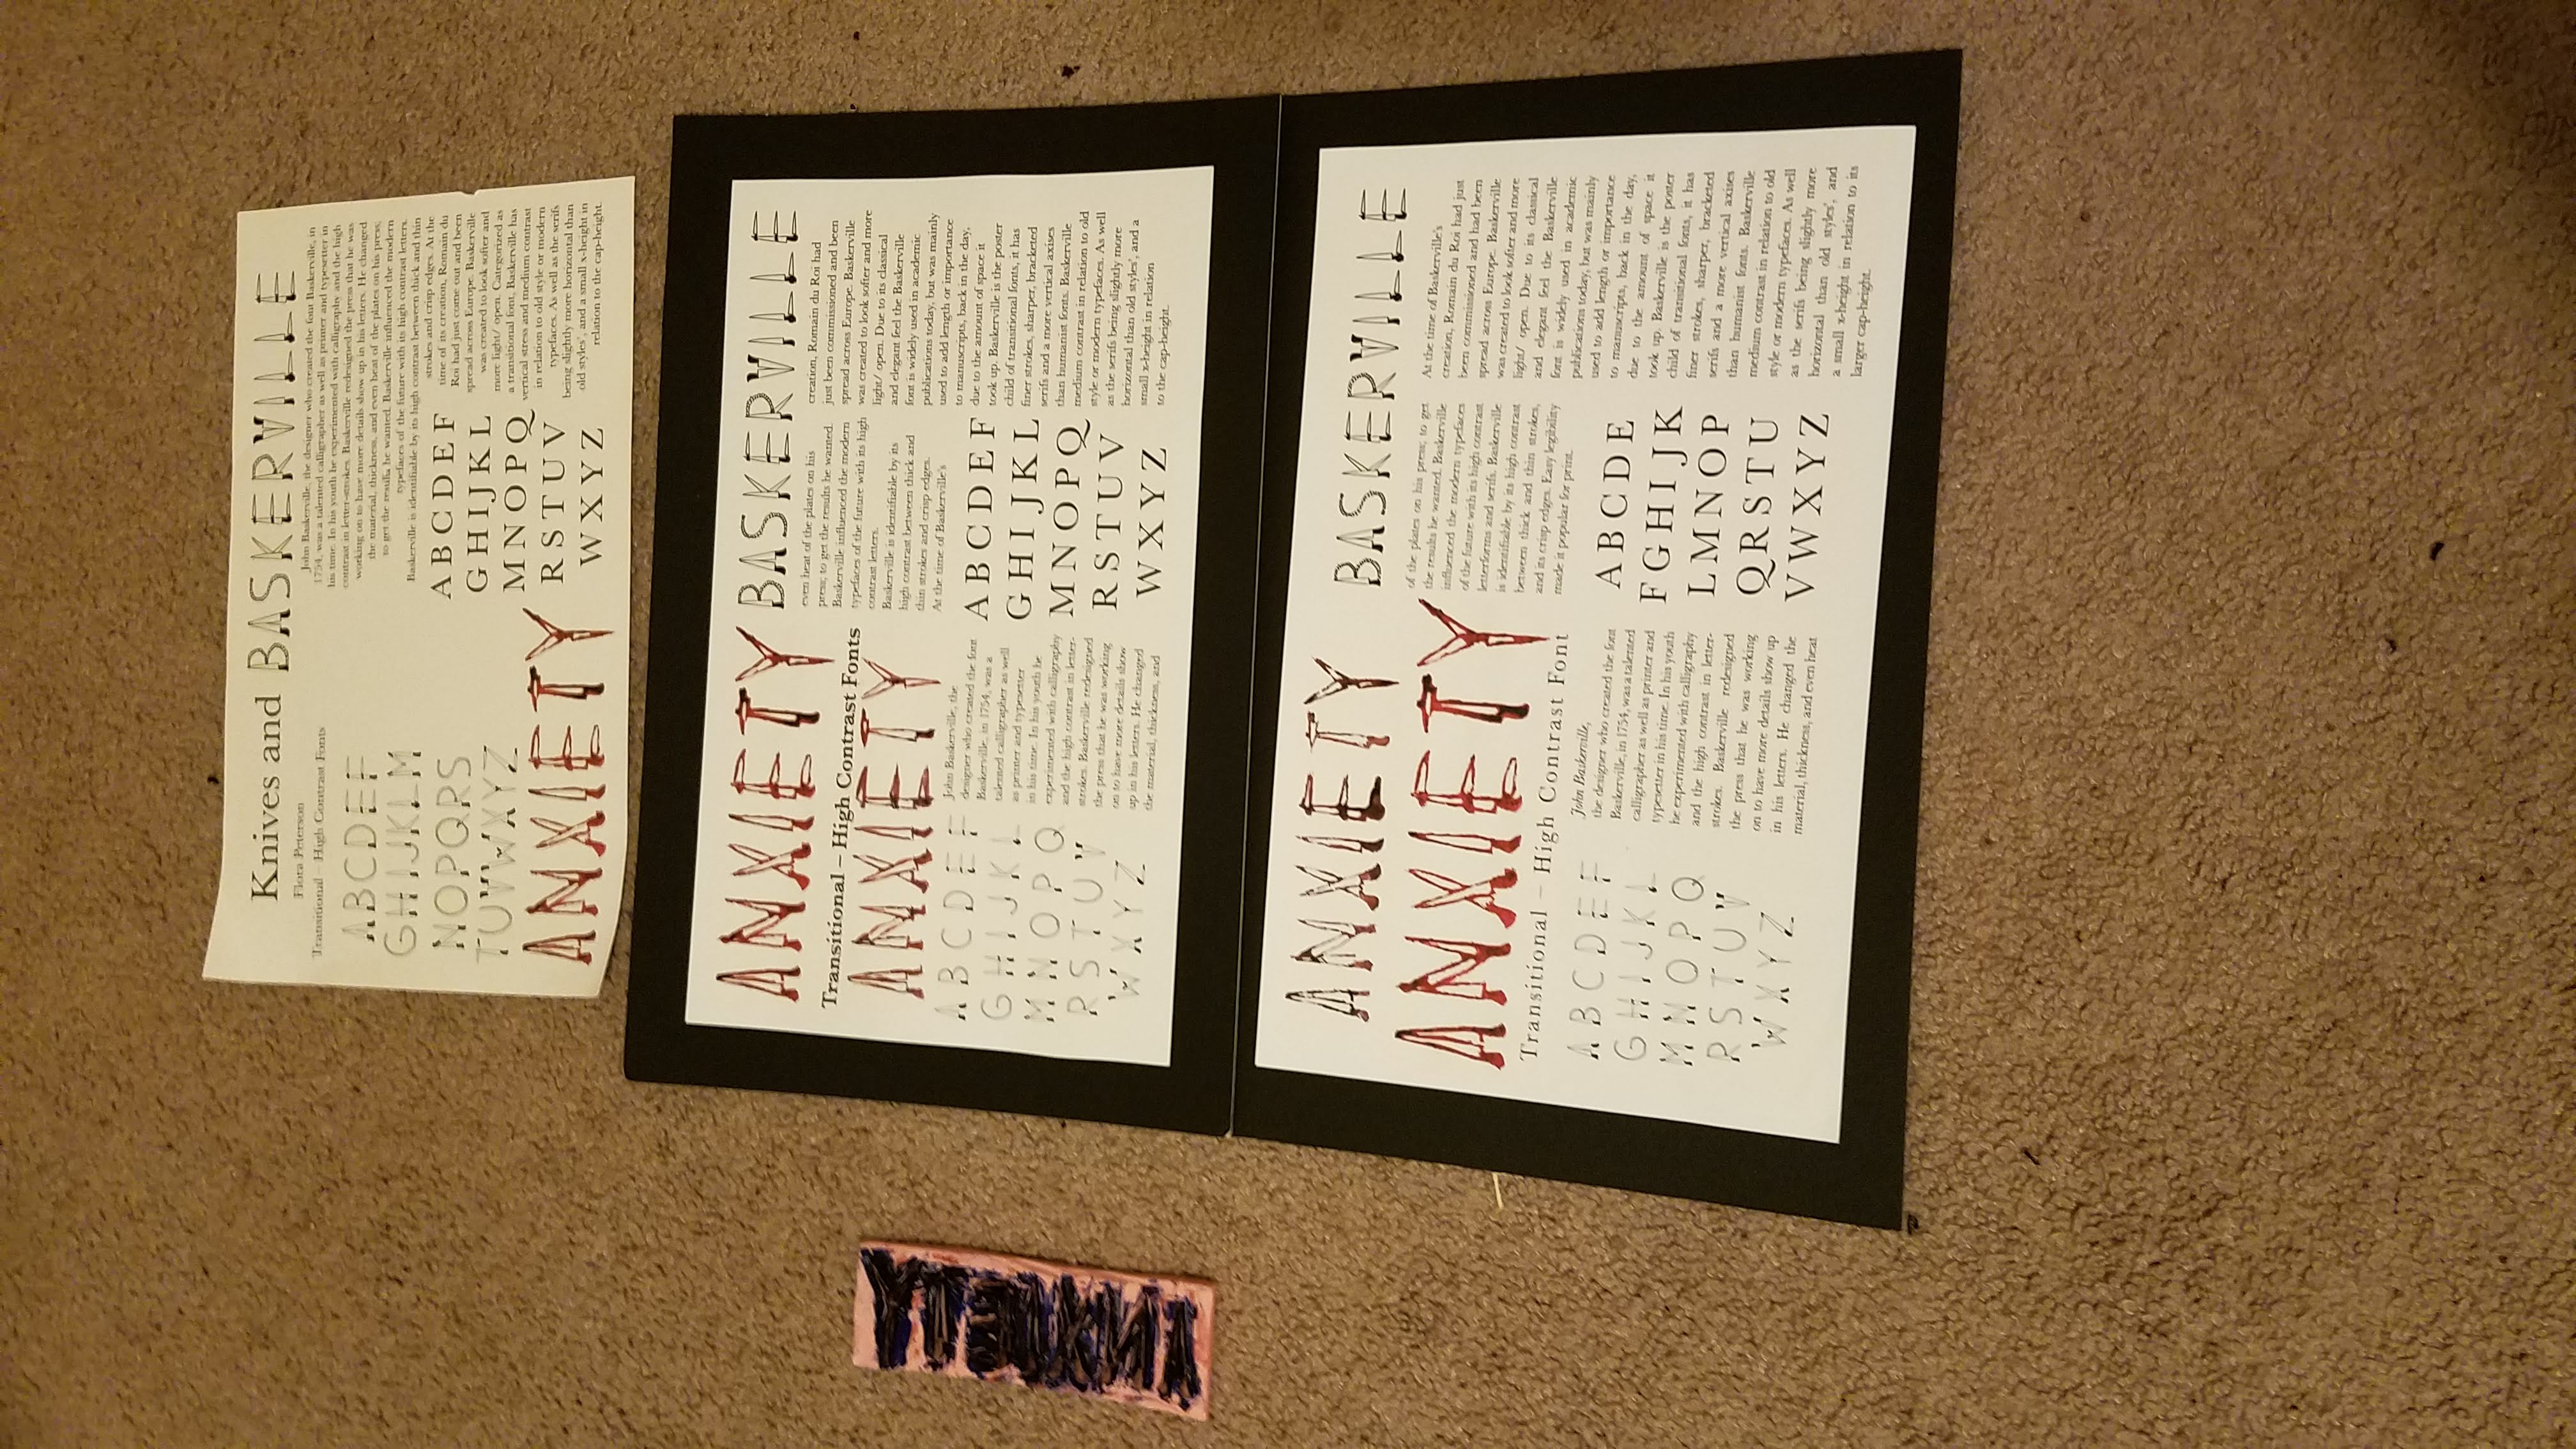 Knives and BASKERVILLE
Flora Peterson
Transitional – High Contrast Fonts
ABCDEF
GHIJKLM
NOPQRS
TUVWXYZ
ANXIETY
John Baskerville, the designer who created the font Baskerville, in
1754, was a talented calligrapher as well as printer and typesetter in
his time. In his youth he experimented with calligraphy and the high
contrast in letter-strokes. Baskerville redesigned the press that he was
working on to have more details show up in his letters. He changed
the material, thickness, and even heat of the plates on his press;
to get the results he wanted. Baskerville influenced the modern
typefaces of the future with its high contrast letters.
Baskerville is identifiable by its high contrast between thick and thin
strokes and crisp edges. At the
time of its creation, Romain du
Roi had just come out and been
spread across Europe. Baskerville
was created to look softer and
more light/ open. Categorized as
a transitional font, Baskerville has
vertical stress and medium contrast
in relation to old style or modern
typefaces. As well as the serifs
being slightly more horizontal than
old styles', and a small x-height in
relation to the cap-height.
A B C D E F
G H I J K L
M N O P Q
R S T U V
W X Y Z
ANXIETY
Transitional – High Contrast Fonts
ANXIETY
A B C D E F
G H I J K L
M N O P Q
R S T U V
W X Y Z
John Baskerville, the
designer who created the font
Baskerville, in 1754, was a
talented calligrapher as well
as printer and typesetter
in his time. In his youth he
experimented with calligraphy
and the high contrast in letter-
strokes. Baskerville redesigned
the press that he was working
on to have more details show
up in his letters. He changed
the material, thickness, and
BASKERVILLE
even heat of the plates on his
press; to get the results he wanted.
Baskerville influenced the modern
typefaces of the future with its high
contrast letters.
Baskerville is identifiable by its
high contrast between thick and
thin strokes and crisp edges.
At the time of Baskerville's
A B C D E F
G H I J K L
M N O P Q
R S T U V
W X Y Z
creation, Romain du Roi had
just been commissioned and been
spread across Europe. Baskerville
was created to look softer and more
light/ open. Due to its classical
and elegant feel the Baskerville
font is widely used in academic
publications today, but was mainly
used to add length or importance
to manuscripts, back in the day,
due to the amount of space it
took up. Baskerville is the poster
child of transitional fonts, it has
finer strokes, sharper, bracketed
serifs and a more vertical axises
than humanist fonts. Baskerville
medium contrast in relation to old
style or modern typefaces. As well
as the serifs being slightly more
horizontal than old styles', and a
small x-height in relation
to the cap-height.
ANXIETY
ANXIETY
Transitional – High Contrast Font
A B C D E F
G H I J K L
M N O P Q
R S T U V
W X Y Z
John Baskerville,
the designer who created the font
Baskerville, in 1754, was a talented
calligrapher as well as printer and
typesetter in his time. In his youth
he experimented with calligraphy
and the high contrast in letter-
strokes. Baskerville redesigned
the press that he was working
on to have more details show up
in his letters. He changed the
material, thickness, and even heat
BASKERVILLE
of the plates on his press; to get
the results he wanted. Baskerville
influenced the modern typefaces
of the future with its high contrast
letterforms and serifs. Baskerville
is identifiable by its high contrast
between thick and thin strokes,
and its crisp edges. Easy legibility
made it popular for print.
A B C D E
F G H I J K
L M N O P
Q R S T U
V W X Y Z
At the time of Baskerville's
creation, Romain du Roi had just
been commissioned and had been
spread across Europe. Baskerville
was created to look softer and more
light/ open. Due to its classical
and elegant feel the Baskerville
font is widely used in academic
publications today, but was mainly
used to add length or importance
to manuscripts, back in the day,
due to the amount of space it
took up. Baskerville is the poster
child of transitional fonts, it has
finer strokes, sharper, bracketed
serifs and a more vertical axises
than humanist fonts. Baskerville
medium contrast in relation to old
style or modern typefaces. As well
as the serifs being slightly more
horizontal than old styles', and
a small x-height in relation to its
larger cap-height.